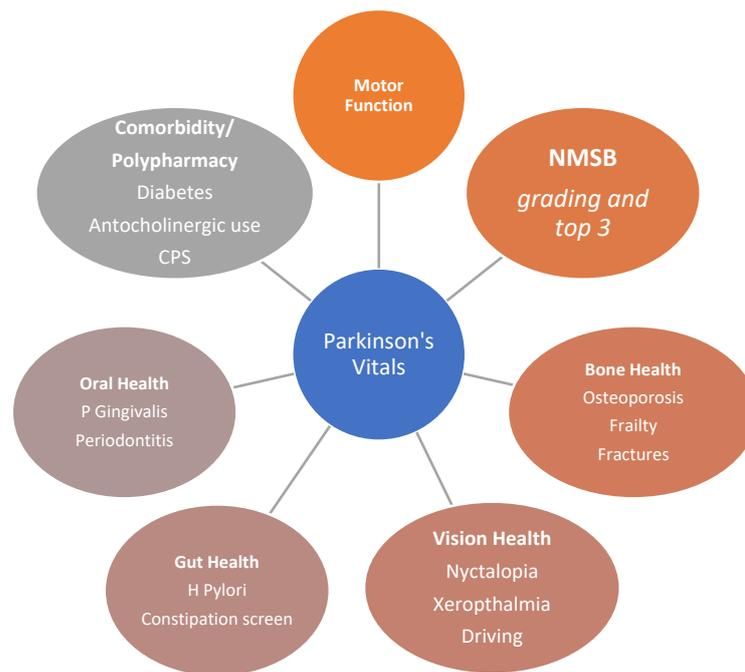 Motor
Function
NMSB
grading and
top 3
Bone Health
Osteoporosis
Frailty
Fractures
Vision Health
Nyctalopia
Xeropthalmia
Driving
Gut Health
H Pylori
Constipation screen
Oral Health
P Gingivalis
Periodontitis
Comorbidity/
Polypharmacy
Diabetes
Antocholinergic use
CPS
Parkinson's
Vitals